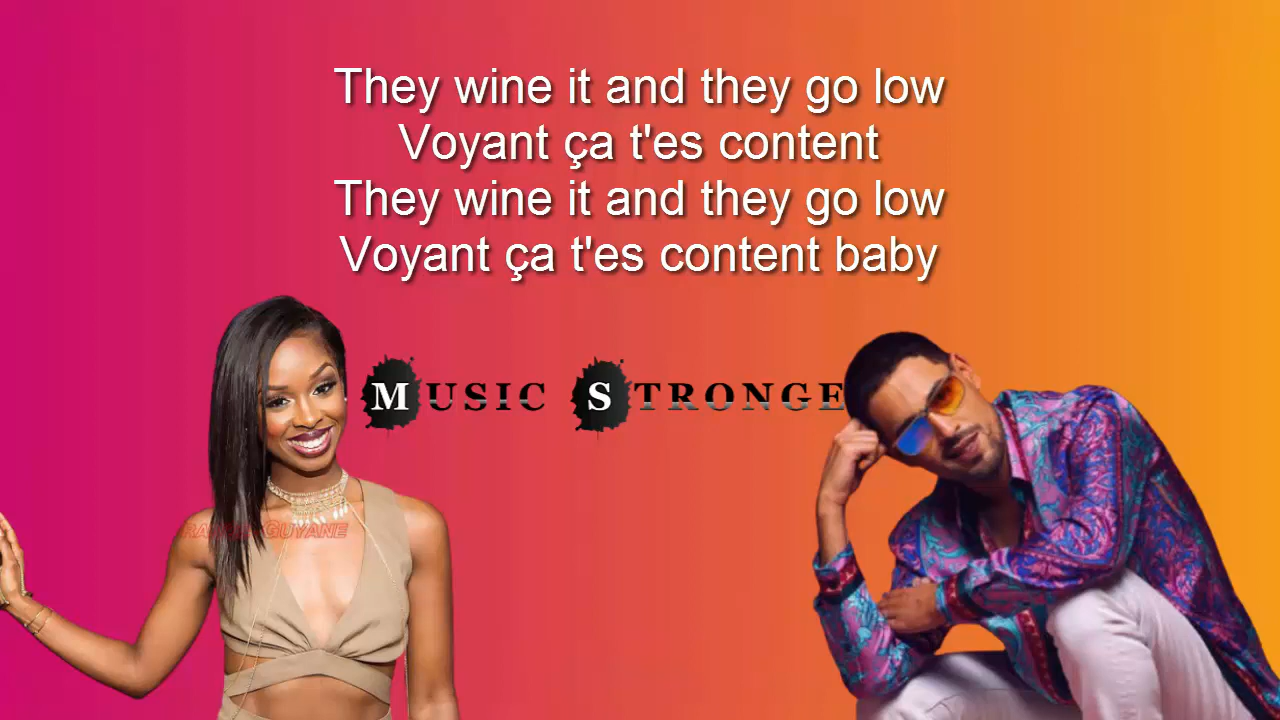 They wine it and they go low
Voyant ça t'es content
They wine it and they go low
Voyant ça t'es content baby
MUSIC STRONGE
GUYANE